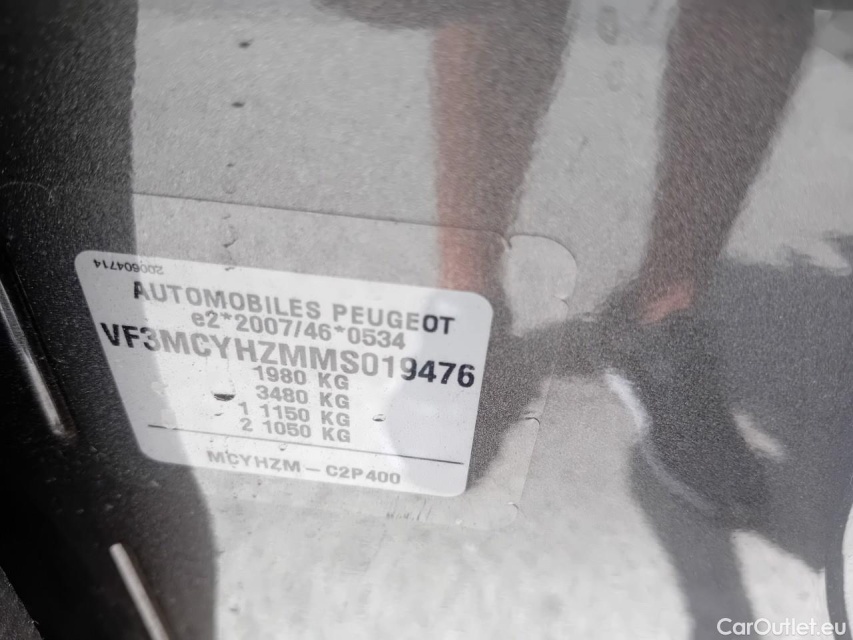 200604714
AUTOMOBILES PEUGEOT
e2*2007/46*0534
VF3MCYHZMMS019476
1980 KG
3480 KG
1 1150 KG
2 1050 KG
MCYHZM-C2P400
CarOutlet.eu